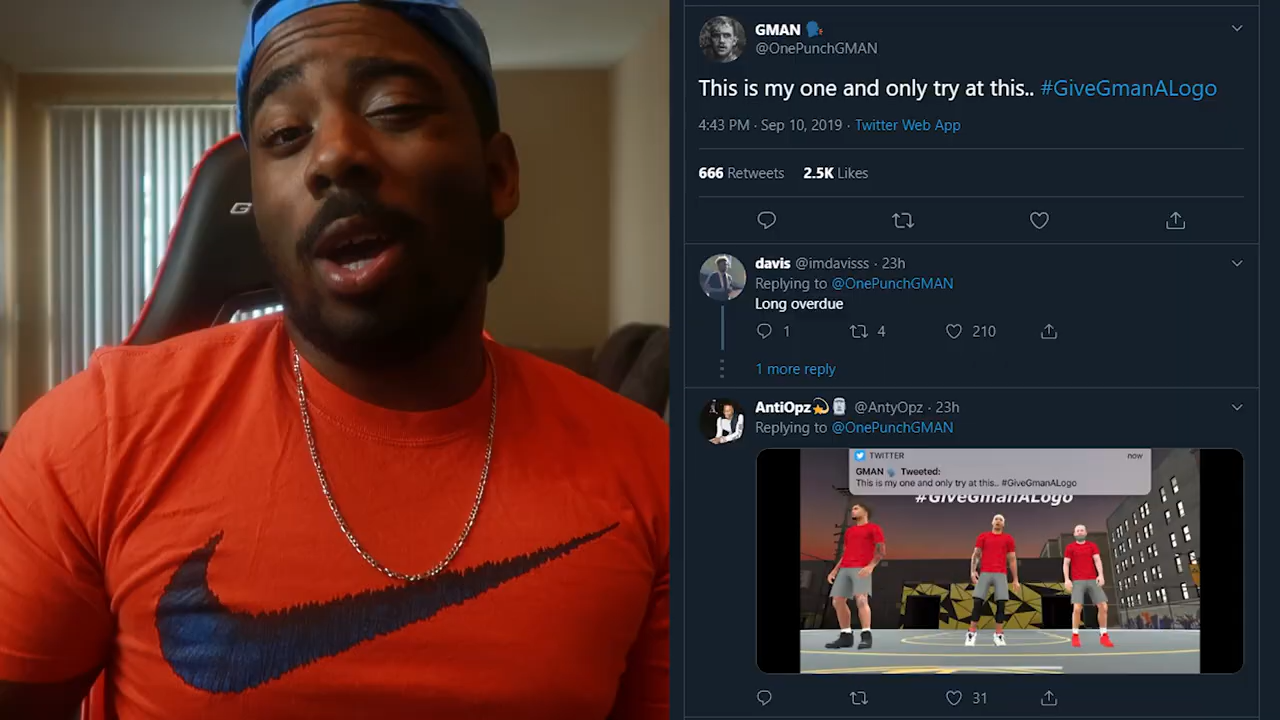 G
GMAN
@OnePunchGMAN
This is my one and only try at this.. #GiveGmanALogo
4:43 PM · Sep 10, 2019 · Twitter Web App
666 Retweets 2.5K Likes
davis @imdavisss · 23h
Replying to @OnePunchGMAN
Long overdue
1 4 210
1 more reply
AntiOpz @AntyOpz · 23h
Replying to @OnePunchGMAN
TWITTER now
GMAN Tweeted:
This is my one and only try at this.. #GiveGmanALogo
#GiveGmanALogo
31